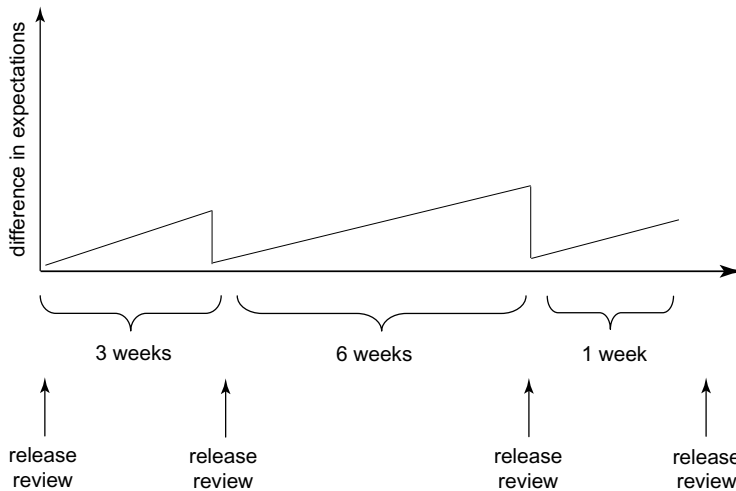 difference in expectations
3 weeks
6 weeks
1 week
release
review
release
review
release
review
release
review